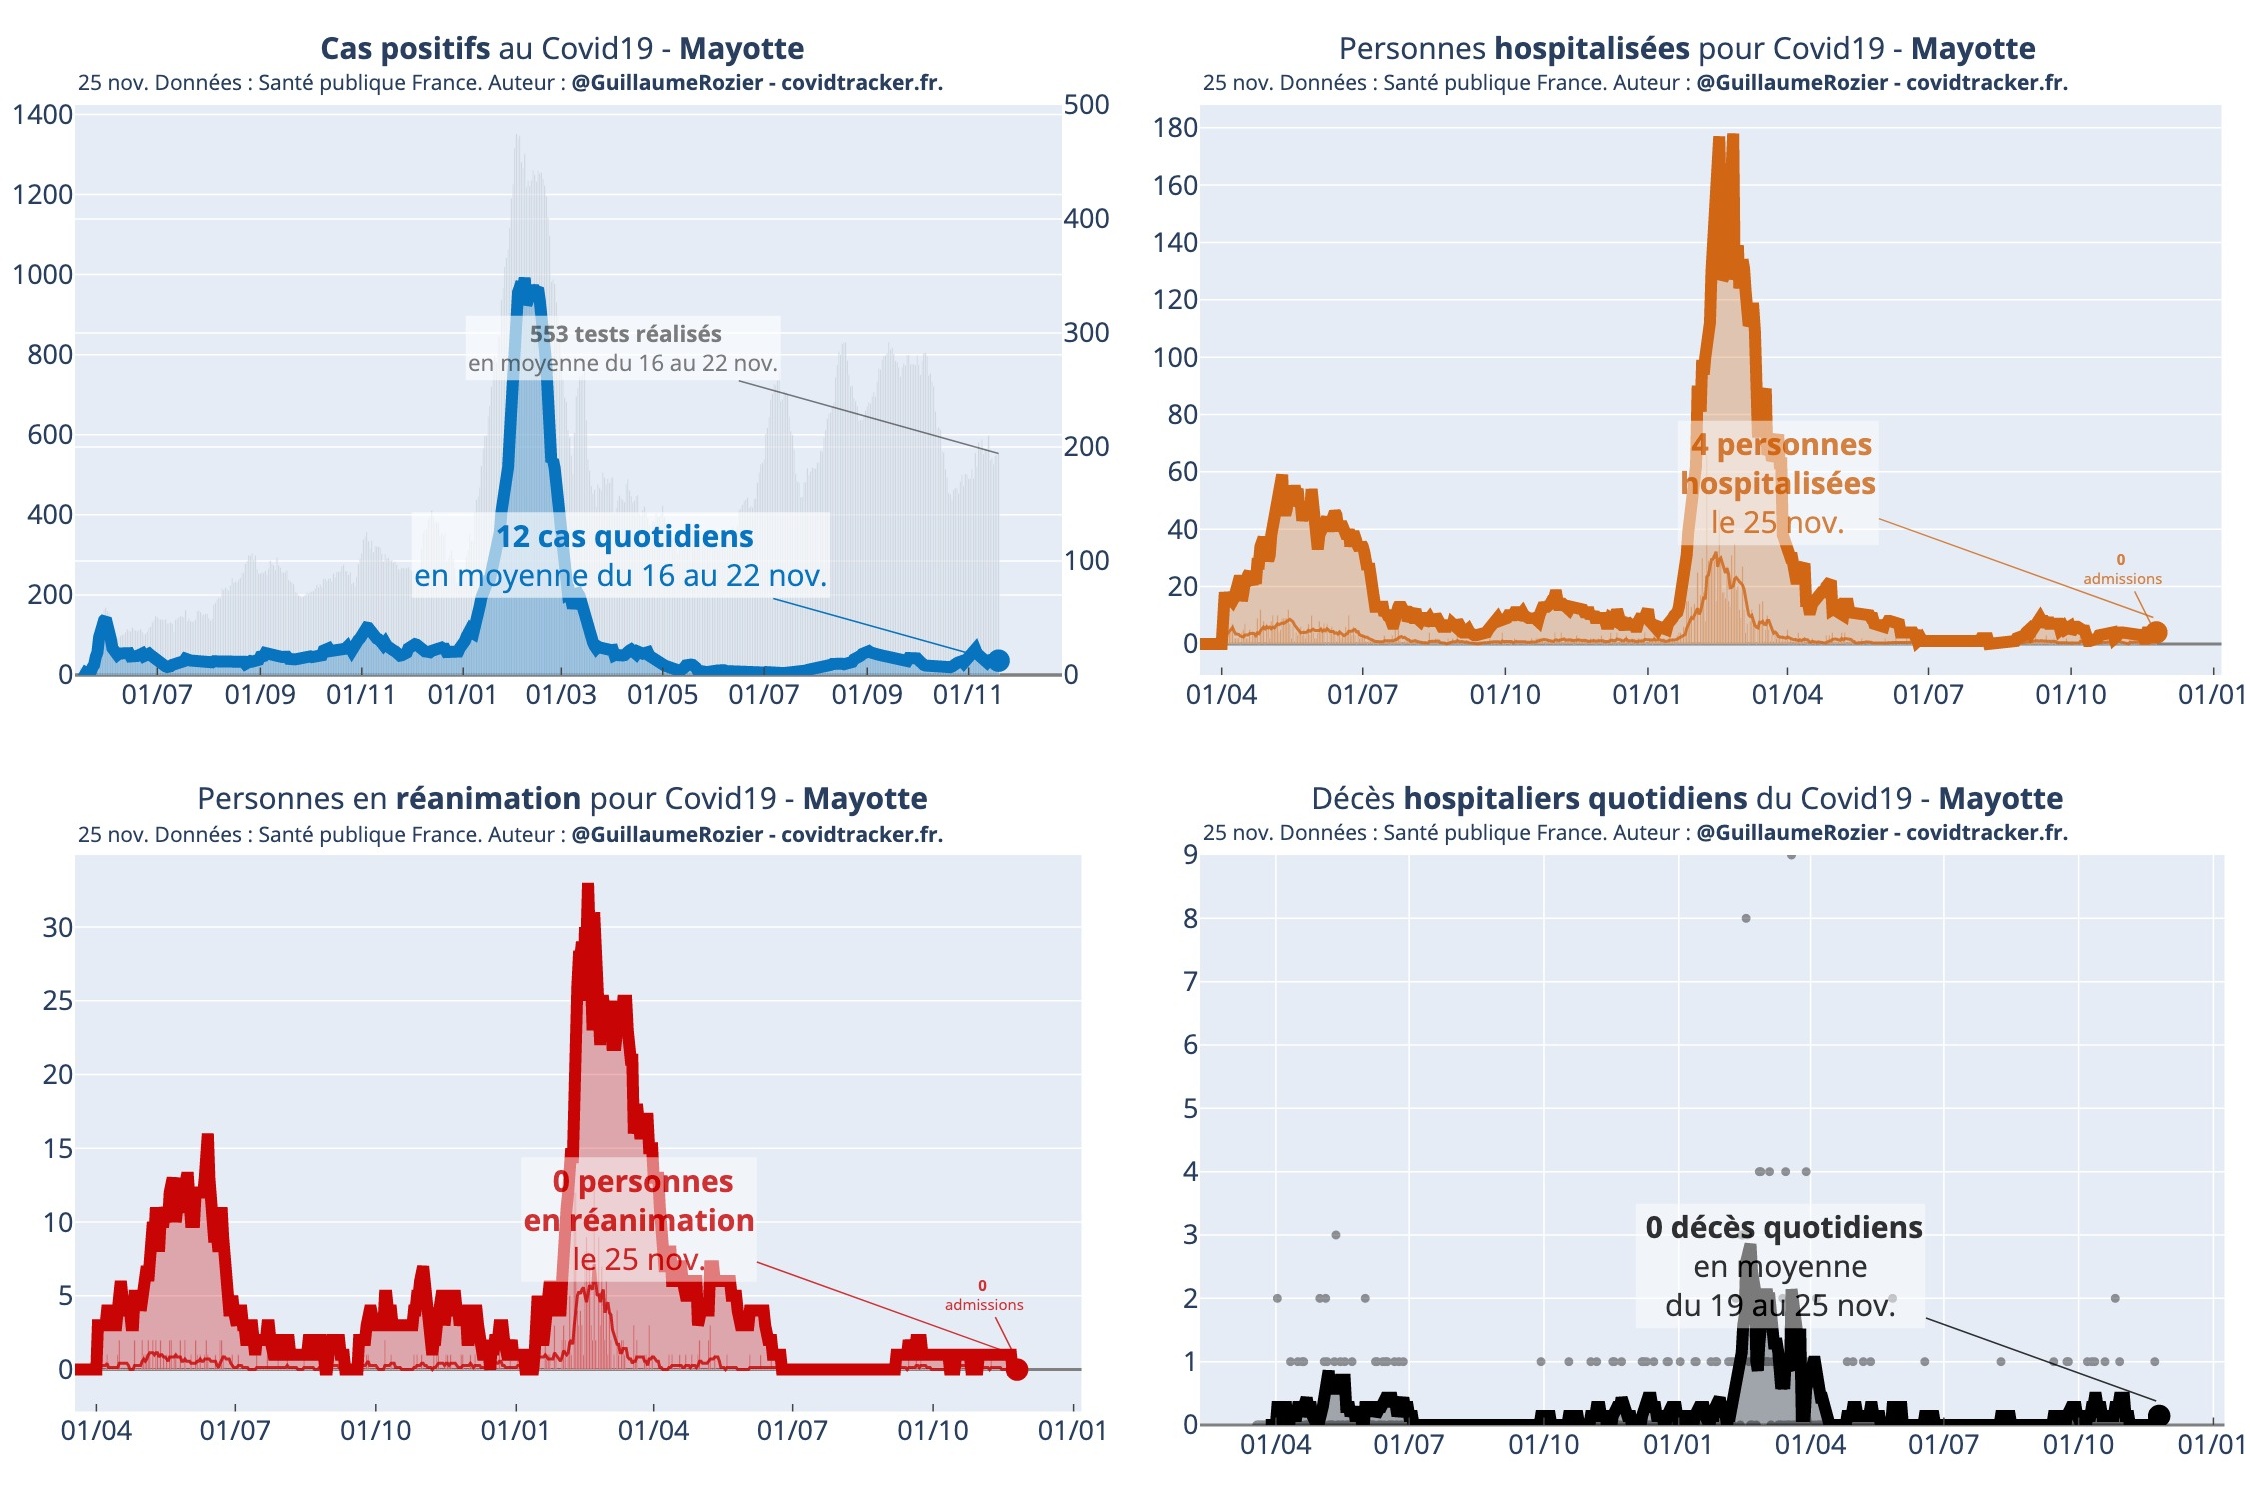 Cas positifs au Covid19 - Mayotte
25 nov. Données : Santé publique France. Auteur : @GuillaumeRozier - covidtracker.fr.
1400
1200
1000
800
600
400
200
0
500
400
300
200
100
0
553 tests réalisés
en moyenne du 16 au 22 nov.
12 cas quotidiens
en moyenne du 16 au 22 nov.
01/07 01/09 01/11 01/01 01/03 01/05 01/07 01/09 01/11
Personnes hospitalisées pour Covid19 - Mayotte
25 nov. Données : Santé publique France. Auteur : @GuillaumeRozier - covidtracker.fr.
180
160
140
120
100
80
60
40
20
0
4 personnes
hospitalisées
le 25 nov.
0
admissions
01/04 01/07 01/10 01/01 01/04 01/07 01/10 01/01
Personnes en réanimation pour Covid19 - Mayotte
25 nov. Données : Santé publique France. Auteur : @GuillaumeRozier - covidtracker.fr.
30
25
20
15
10
5
0
0 personnes
en réanimation
le 25 nov.
0
admissions
01/04 01/07 01/10 01/01 01/04 01/07 01/10 01/01
Décès hospitaliers quotidiens du Covid19 - Mayotte
25 nov. Données : Santé publique France. Auteur : @GuillaumeRozier - covidtracker.fr.
9
8
7
6
5
4
3
2
1
0
0 décès quotidiens
en moyenne
du 19 au 25 nov.
01/04 01/07 01/10 01/01 01/04 01/07 01/10 01/01